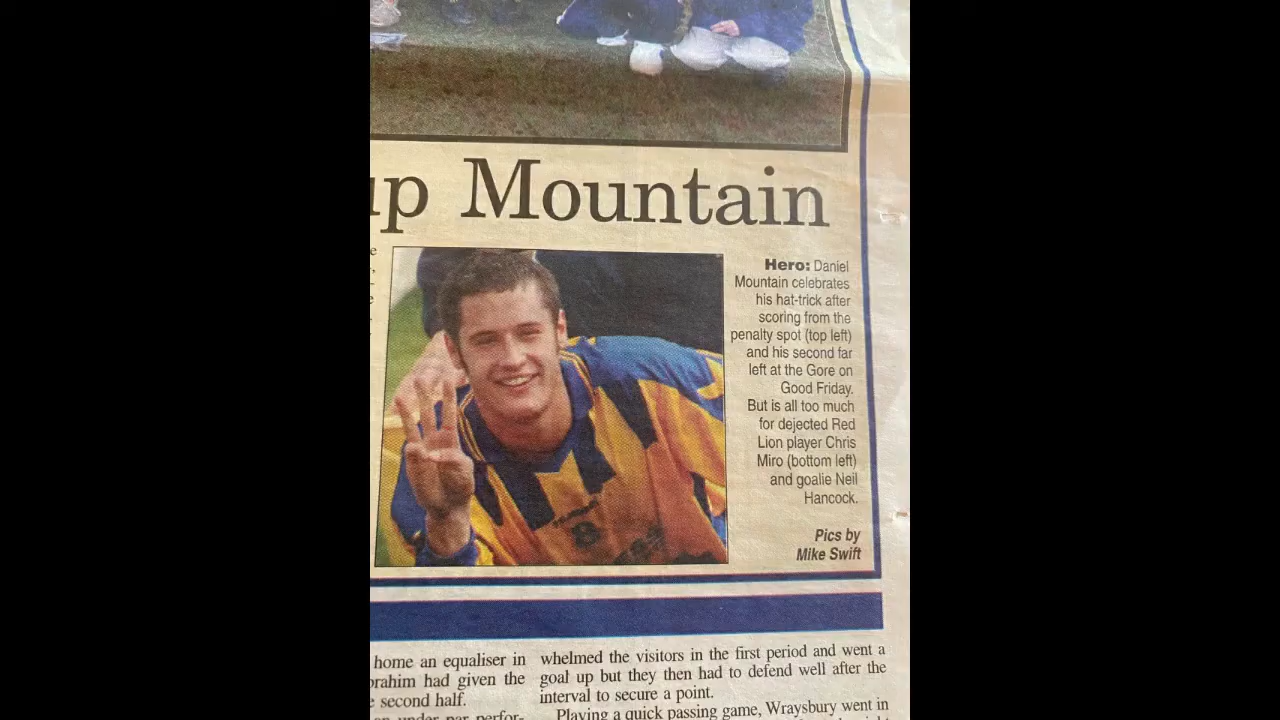 up Mountain
Hero: Daniel
Mountain celebrates
his hat-trick after
scoring from the
penalty spot (top left)
and his second far
left at the Gore on
Good Friday.
But is all too much
for dejected Red
Lion player Chris
Miro (bottom left)
and goalie Neil
Hancock.
Pics by
Mike Swift
home an equaliser in
had given the
second half.
whelmed the visitors in the first period and went a
goal up but they then had to defend well after the
interval to secure a point.
Playing a quick passing game, Wraysbury went in